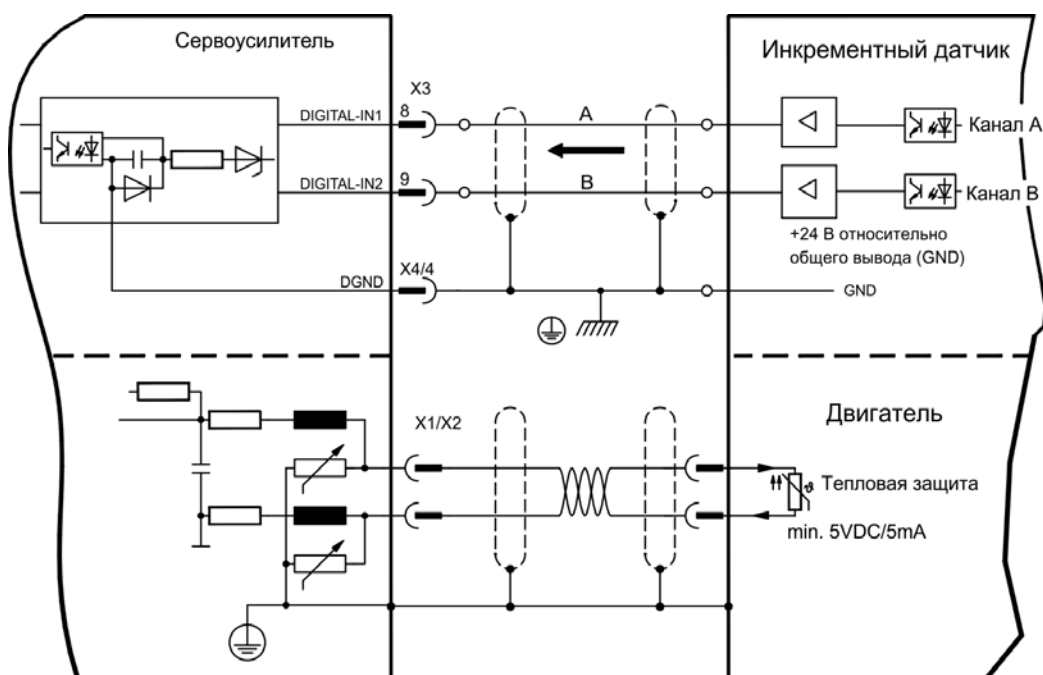 Сервоусилитель
Инкрементный датчик
X3
DIGITAL-IN1
8
A
Канал A
DIGITAL-IN2
9
B
Канал B
+24 В относительно
общего вывода (GND)
DGND
X4/4
GND
X1/X2
Двигатель
ϑ
Тепловая защита
min. 5VDC/5mA